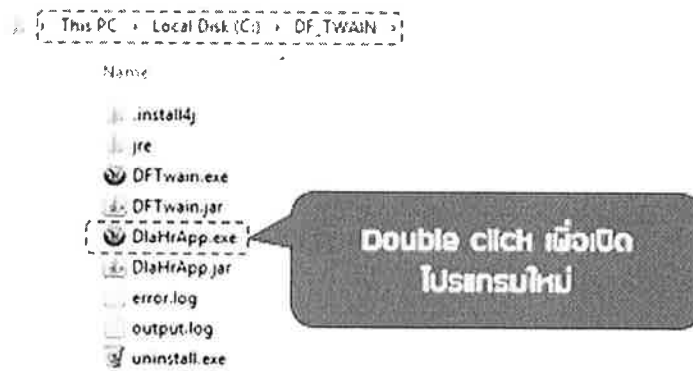 This PC › Local Disk (C:) › DF_TWAIN ›
Name
.install4j
jre
DFTwain.exe
DFTwain.jar
DlaHrApp.exe
DlaHrApp.jar
error.log
output.log
uninstall.exe
Double click เพื่อเปิด
โปรแกรมใหม่